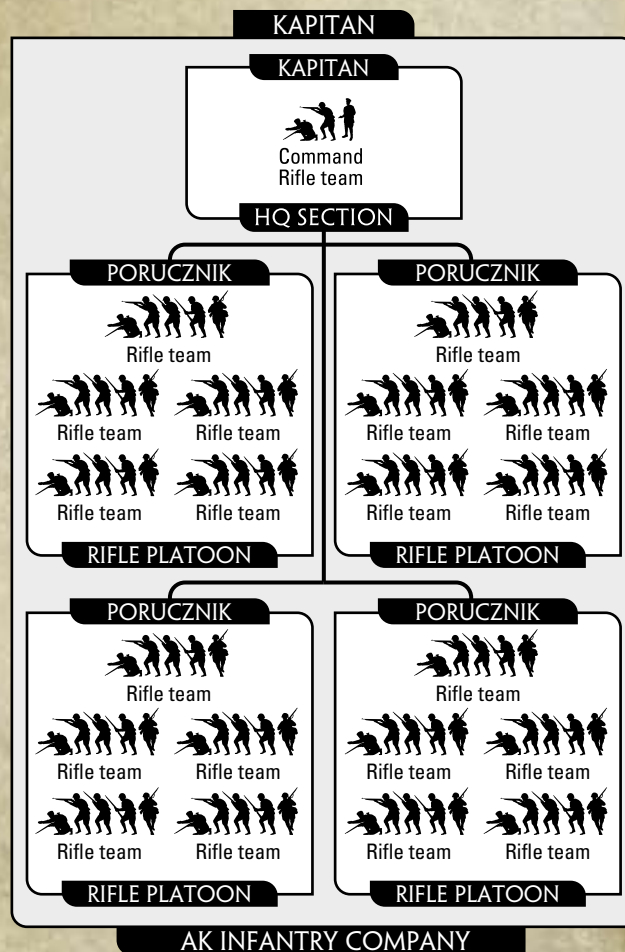 KAPITAN
KAPITAN
Command
Rifle team
HQ SECTION
PORUCZNIK
Rifle team
Rifle team
Rifle team
Rifle team
Rifle team
RIFLE PLATOON
PORUCZNIK
Rifle team
Rifle team
Rifle team
Rifle team
Rifle team
RIFLE PLATOON
PORUCZNIK
Rifle team
Rifle team
Rifle team
Rifle team
Rifle team
RIFLE PLATOON
PORUCZNIK
Rifle team
Rifle team
Rifle team
Rifle team
Rifle team
RIFLE PLATOON
AK INFANTRY COMPANY